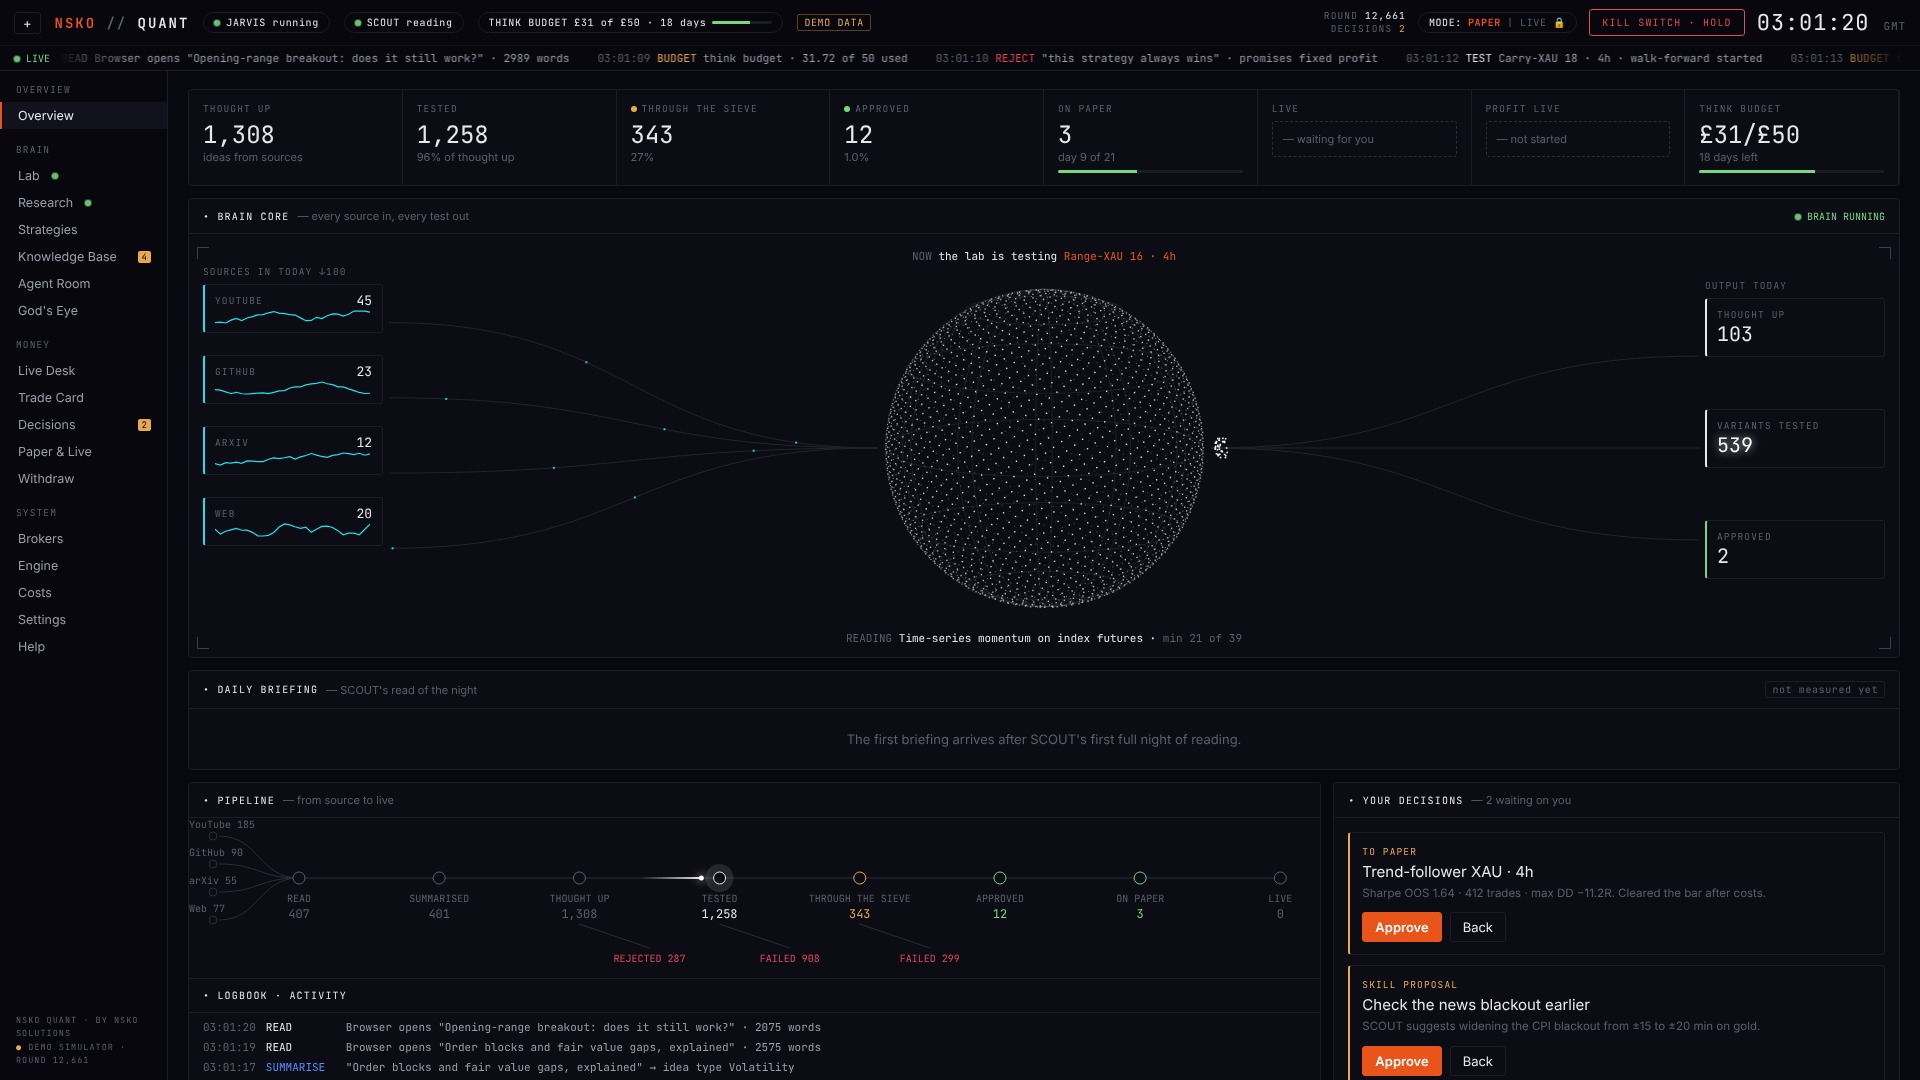 + NSKO // QUANT
JARVIS running
SCOUT reading
THINK BUDGET £31 of £50 · 18 days
DEMO DATA
ROUND 12,661
DECISIONS 2
MODE: PAPER | LIVE 🔒
KILL SWITCH · HOLD
03:01:20 GMT
LIVE
READ Browser opens "Opening-range breakout: does it still work?" · 2989 words
03:01:09 BUDGET think budget · 31.72 of 50 used
03:01:10 REJECT "this strategy always wins" · promises fixed profit
03:01:12 TEST Carry-XAU 18 · 4h · walk-forward started
03:01:13 BUDGET
OVERVIEW
Overview
BRAIN
Lab
Research
Strategies
Knowledge Base 4
Agent Room
God's Eye
MONEY
Live Desk
Trade Card
Decisions 2
Paper & Live
Withdraw
SYSTEM
Brokers
Engine
Costs
Settings
Help
NSKO QUANT · BY NSKO
SOLUTIONS
DEMO SIMULATOR ·
ROUND 12,661
THOUGHT UP
1,308
ideas from sources
TESTED
1,258
96% of thought up
THROUGH THE SIEVE
343
27%
APPROVED
12
1.0%
ON PAPER
3
day 9 of 21
LIVE
— waiting for you
PROFIT LIVE
— not started
THINK BUDGET
£31/£50
18 days left
• BRAIN CORE — every source in, every test out
BRAIN RUNNING
NOW the lab is testing Range-XAU 16 · 4h
SOURCES IN TODAY ↓100
YOUTUBE 45
GITHUB 23
ARXIV 12
WEB 20
OUTPUT TODAY
THOUGHT UP
103
VARIANTS TESTED
539
APPROVED
2
READING Time-series momentum on index futures · min 21 of 39
• DAILY BRIEFING — SCOUT's read of the night
not measured yet
The first briefing arrives after SCOUT's first full night of reading.
• PIPELINE — from source to live
YouTube 185
GitHub 90
arXiv 55
Web 77
READ
407
SUMMARISED
401
THOUGHT UP
1,308
TESTED
1,258
THROUGH THE SIEVE
343
APPROVED
12
ON PAPER
3
LIVE
0
REJECTED 287
FAILED 908
FAILED 299
• LOGBOOK · ACTIVITY
03:01:20 READ Browser opens "Opening-range breakout: does it still work?" · 2075 words
03:01:19 READ Browser opens "Order blocks and fair value gaps, explained" · 2575 words
03:01:17 SUMMARISE "Order blocks and fair value gaps, explained" → idea type Volatility
• YOUR DECISIONS — 2 waiting on you
TO PAPER
Trend-follower XAU · 4h
Sharpe OOS 1.64 · 412 trades · max DD −11.2R. Cleared the bar after costs.
Approve
Back
SKILL PROPOSAL
Check the news blackout earlier
SCOUT suggests widening the CPI blackout from ±15 to ±20 min on gold.
Approve
Back